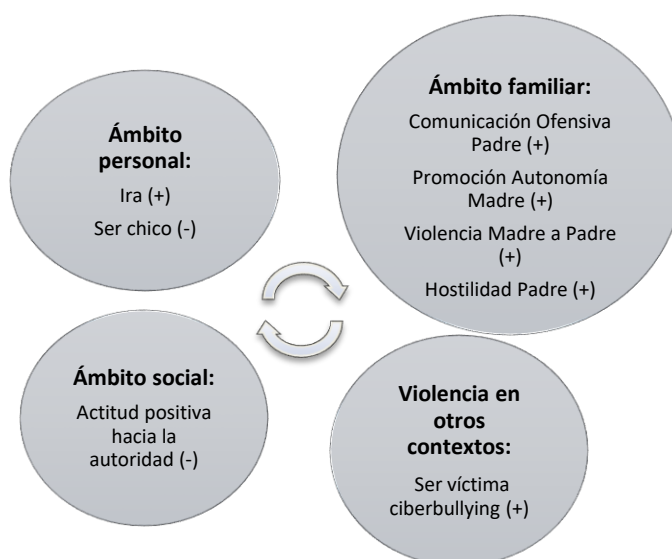 Ámbito
personal:
Ira (+)
Ser chico (-)
Ámbito familiar:
Comunicación Ofensiva
Padre (+)
Promoción Autonomía
Madre (+)
Violencia Madre a Padre
(+)
Hostilidad Padre (+)
Ámbito social:
Actitud positiva
hacia la
autoridad (-)
Violencia en
otros
contextos:
Ser víctima
ciberbullying (+)